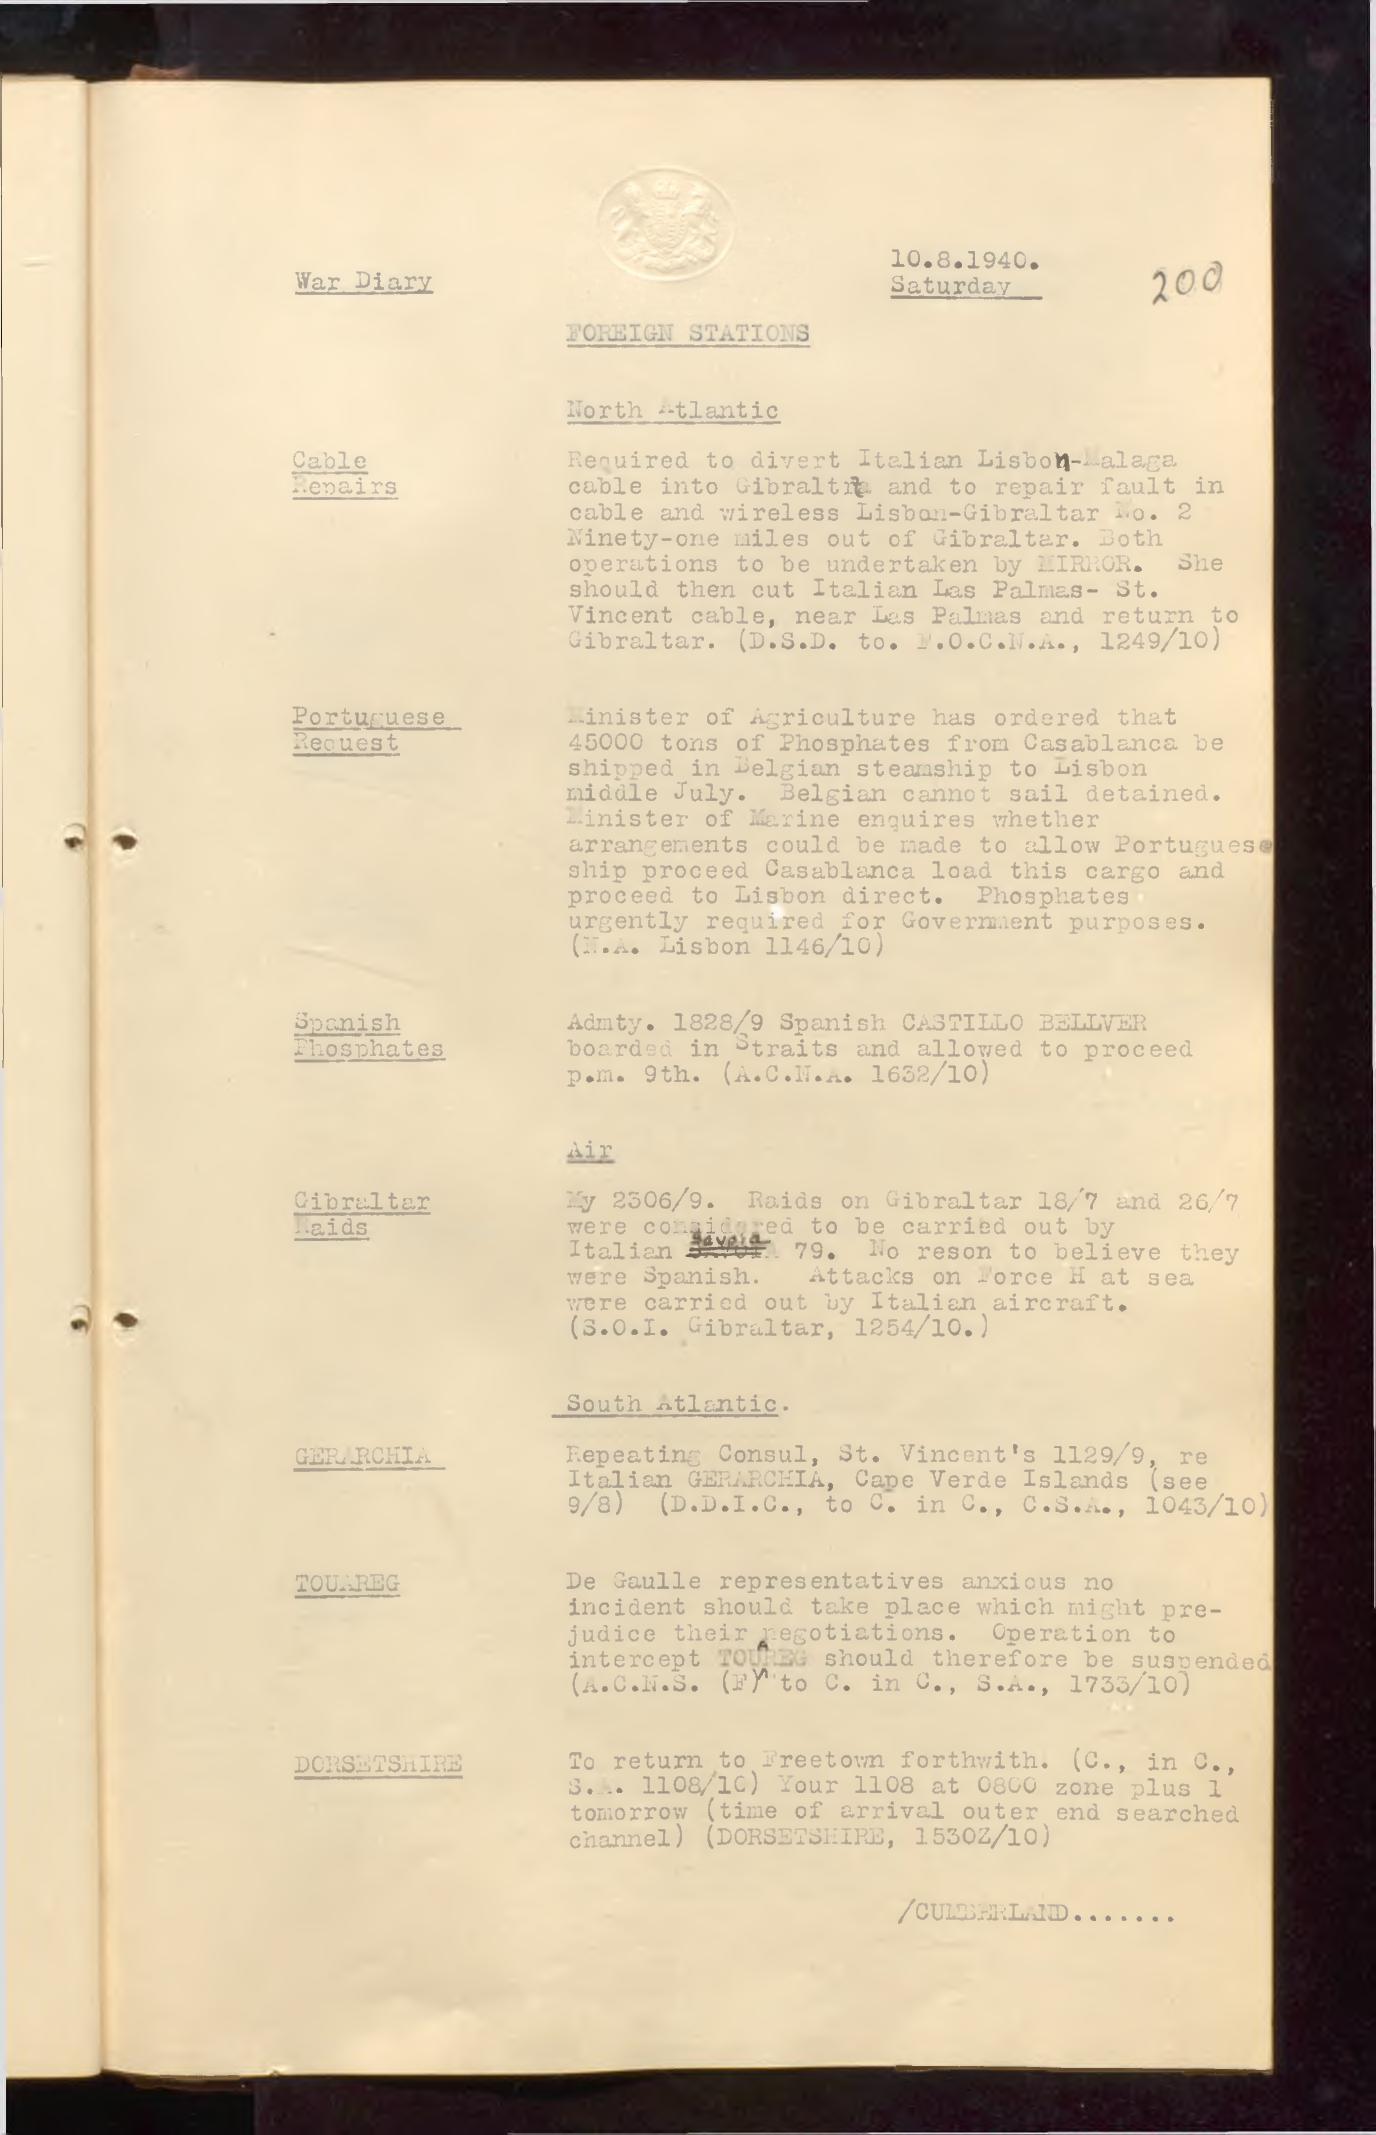 War Diary
10.8.1940.
Saturday
200
FOREIGN STATIONS
North Atlantic
Cable
Repairs
Required to divert Italian Lisbon-Malaga
cable into Gibraltr and to repair fault in
cable and wireless Lisbon-Gibraltar No. 2
Ninety-one miles out of Gibraltar. Both
operations to be undertaken by MIRROR. She
should then cut Italian Las Palmas- St.
Vincent cable, near Las Palmas and return to
Gibraltar. (D.S.D. to. F.O.C.N.A., 1249/10)
Portuguese
Request
Minister of Agriculture has ordered that
45000 tons of Phosphates from Casablanca be
shipped in Belgian steamship to Lisbon
middle July. Belgian cannot sail detained.
Minister of Marine enquires whether
arrangements could be made to allow Portuguese
ship proceed Casablanca load this cargo and
proceed to Lisbon direct. Phosphates
urgently required for Government purposes.
(N.A. Lisbon 1146/10)
Spanish
Phosphates
Admty. 1828/9 Spanish CASTILLO BELLVER
boarded in Straits and allowed to proceed
p.m. 9th. (A.C.N.A. 1632/10)
Air
Gibraltar
Raids
My 2306/9. Raids on Gibraltar 18/7 and 26/7
were considered to be carried out by
Italian Savoia 79. No reson to believe they
were Spanish. Attacks on Force H at sea
were carried out by Italian aircraft.
(S.O.I. Gibraltar, 1254/10.)
South Atlantic.
GERARCHIA
Repeating Consul, St. Vincent's 1129/9, re
Italian GERARCHIA, Cape Verde Islands (see
9/8) (D.D.I.C., to C. in C., C.S.A., 1043/10)
TOUAREG
De Gaulle representatives anxious no
incident should take place which might pre-
judice their negotiations. Operation to
intercept TOUAREG should therefore be suspended
(A.C.N.S. (F) to C. in C., S.A., 1733/10)
DORSETSHIRE
To return to Freetown forthwith. (C., in C.,
S.A. 1108/10) Your 1108 at 0800 zone plus 1
tomorrow (time of arrival outer end searched
channel) (DORSETSHIRE, 1530Z/10)
/CUMBERLAND.......